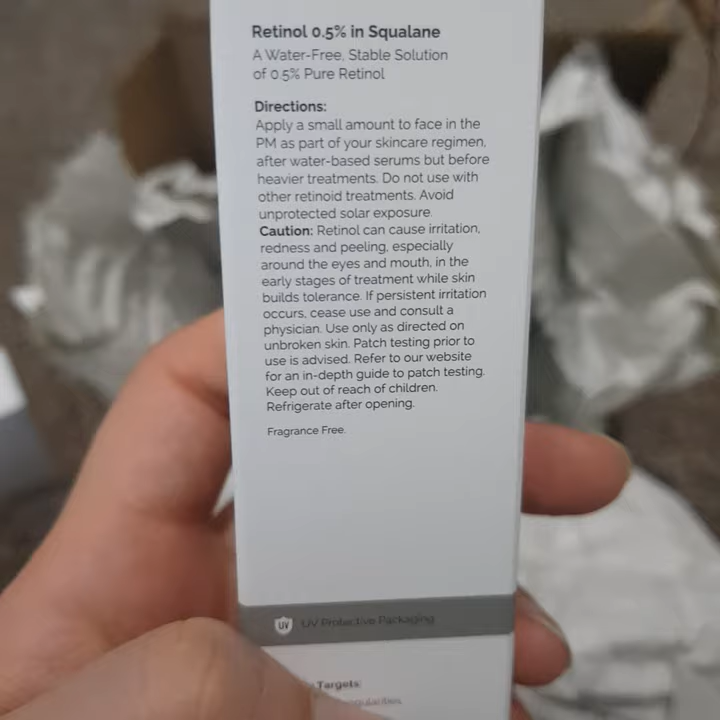 Retinol 0.5% in Squalane
A Water-Free, Stable Solution
of 0.5% Pure Retinol
Directions:
Apply a small amount to face in the
PM as part of your skincare regimen,
after water-based serums but before
heavier treatments. Do not use with
other retinoid treatments. Avoid
unprotected solar exposure.
Caution: Retinol can cause irritation,
redness and peeling, especially
around the eyes and mouth, in the
early stages of treatment while skin
builds tolerance. If persistent irritation
occurs, cease use and consult a
physician. Use only as directed on
unbroken skin. Patch testing prior to
use is advised. Refer to our website
for an in-depth guide to patch testing.
Keep out of reach of children.
Refrigerate after opening.
Fragrance Free.
UV UV Protective Packaging
Targets: